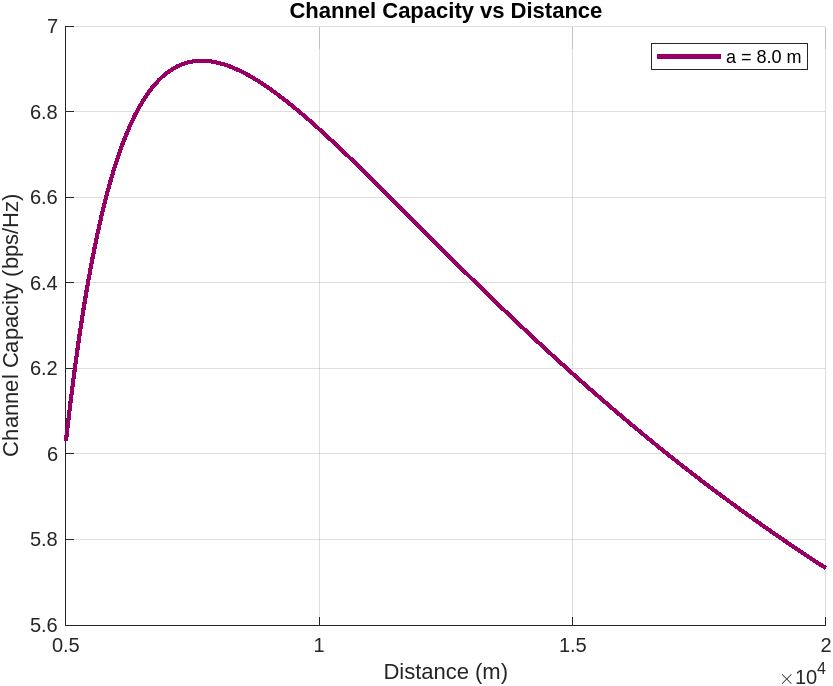 Channel Capacity vs Distance
a = 8.0 m
Channel Capacity (bps/Hz)
7
6.8
6.6
6.4
6.2
6
5.8
5.6
0.5 1 1.5 2
Distance (m)
×10⁴